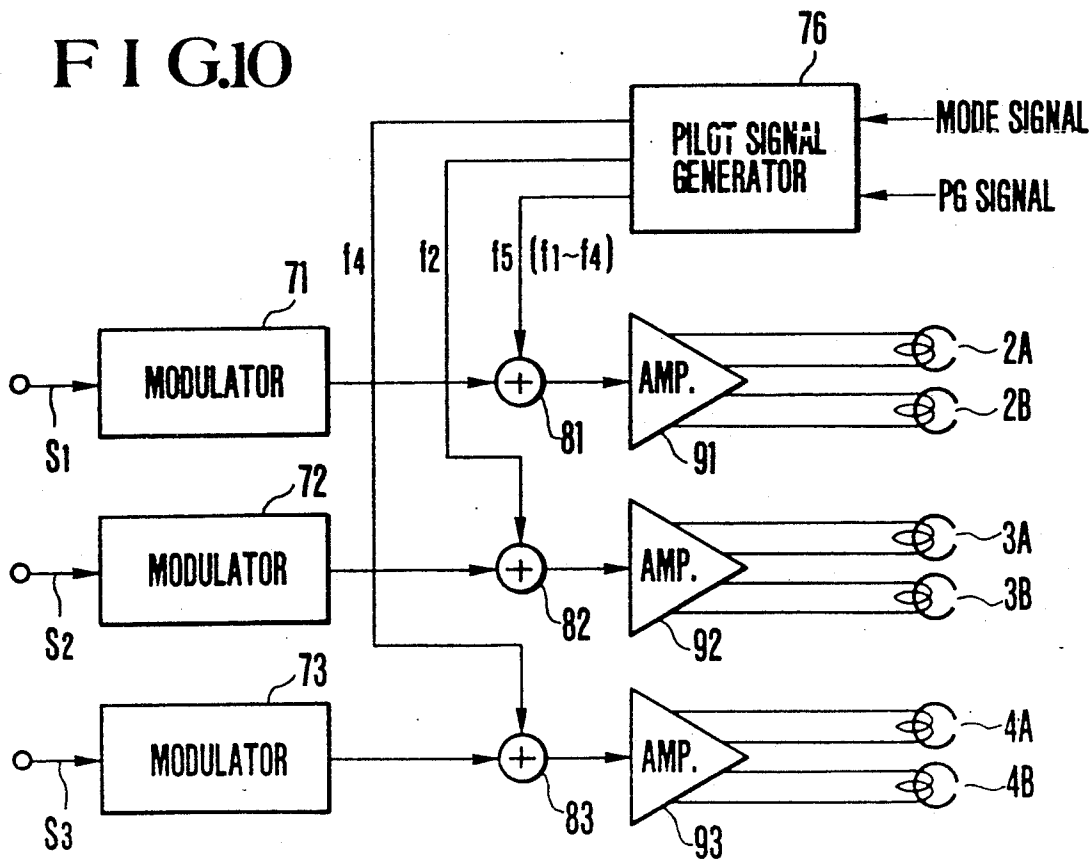 FIG.10
76
PILOT SIGNAL
GENERATOR
MODE SIGNAL
PG SIGNAL
f4
f2
f5 (f1~f4)
71
MODULATOR
S1
81
AMP.
91
2A
2B
72
MODULATOR
S2
82
AMP.
92
3A
3B
73
MODULATOR
S3
83
AMP.
93
4A
4B